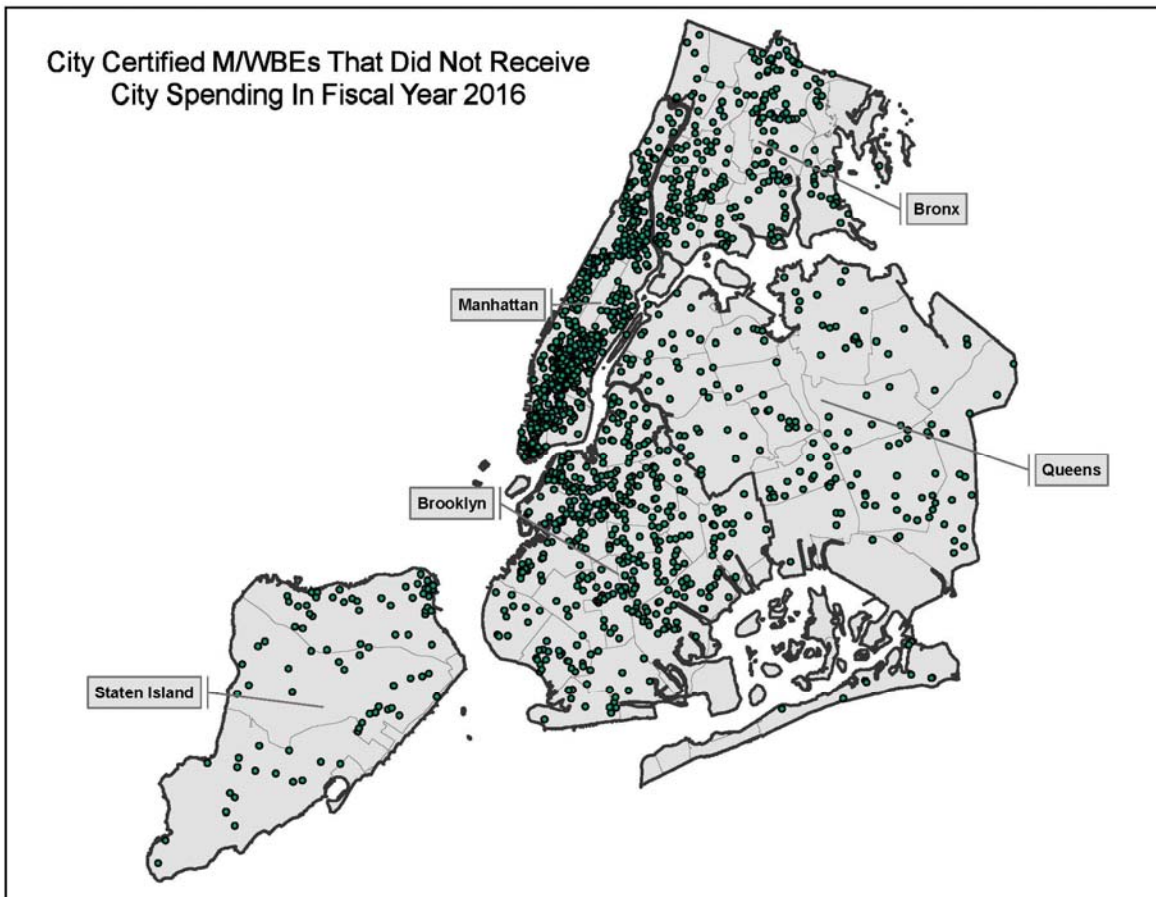 City Certified M/WBEs That Did Not Receive
City Spending In Fiscal Year 2016
Bronx
Manhattan
Queens
Brooklyn
Staten Island